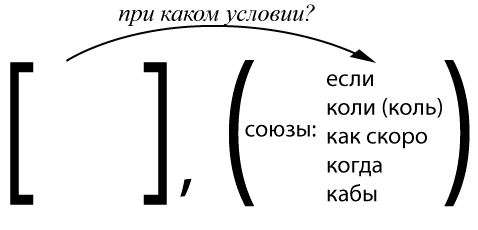 при каком условии?
[ ], ( союзы: если
коли (коль)
как скоро
когда
кабы )